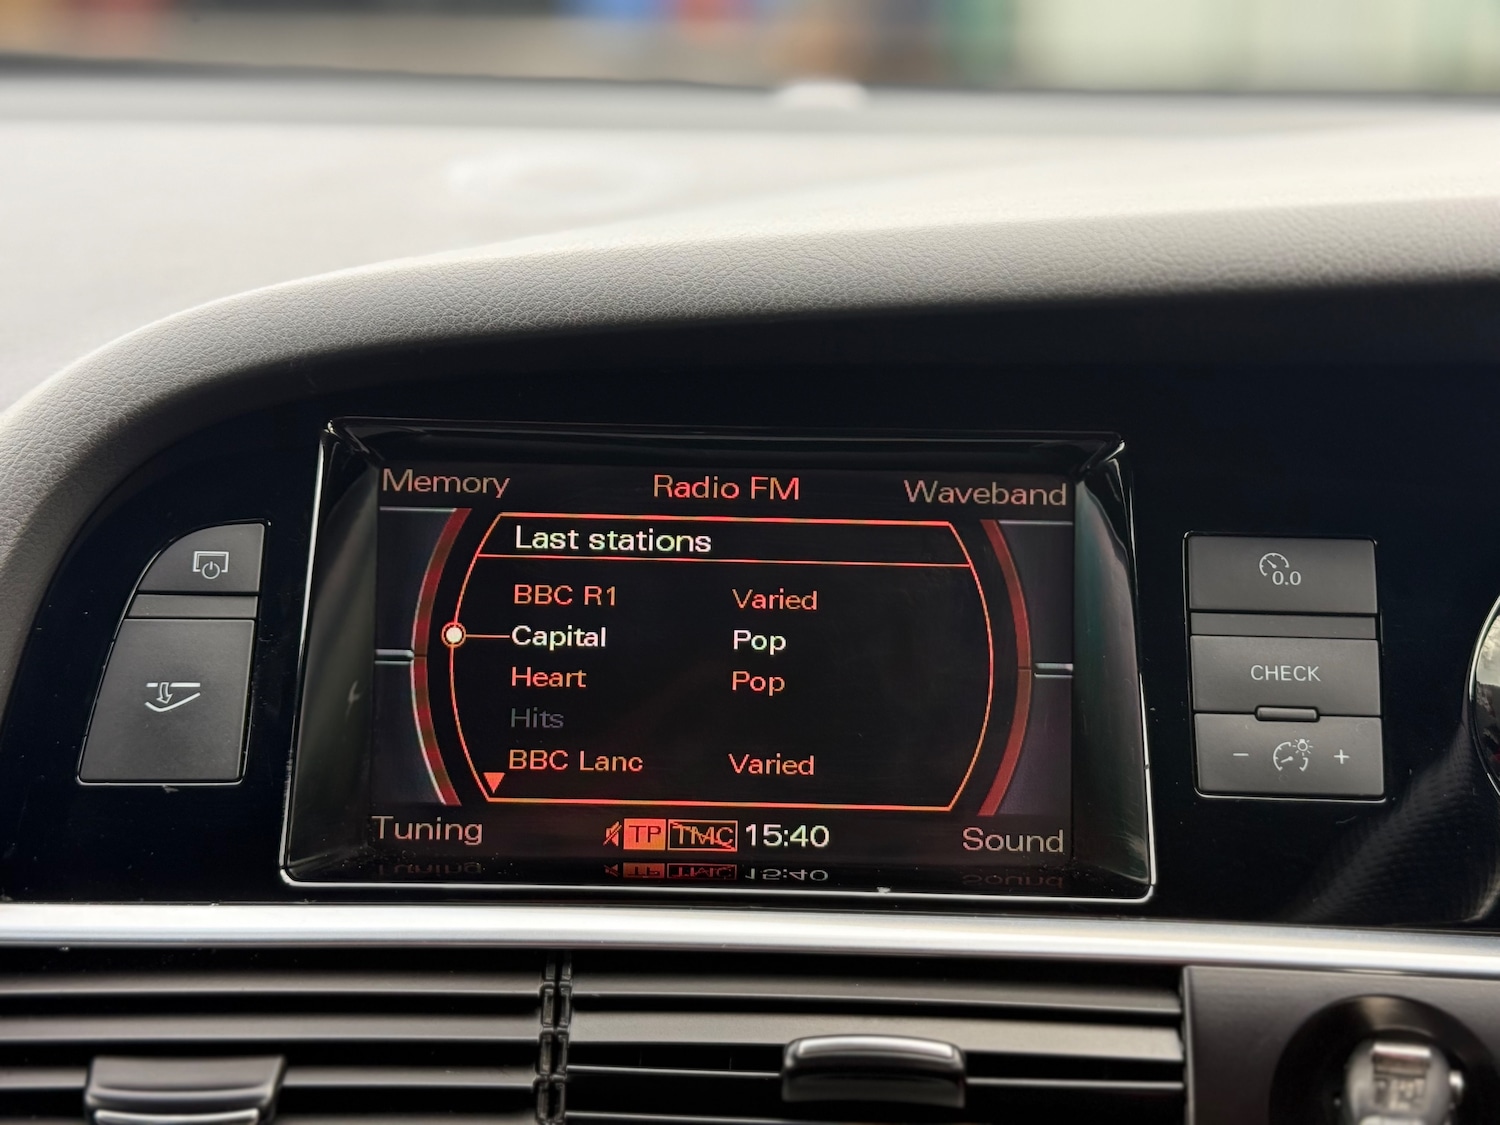 Memory Radio FM Waveband
Last stations
BBC R1 Varied
Capital Pop
Heart Pop
Hits
BBC Lanc Varied
Tuning TP TMC 15:40 Sound
0.0
CHECK
− +